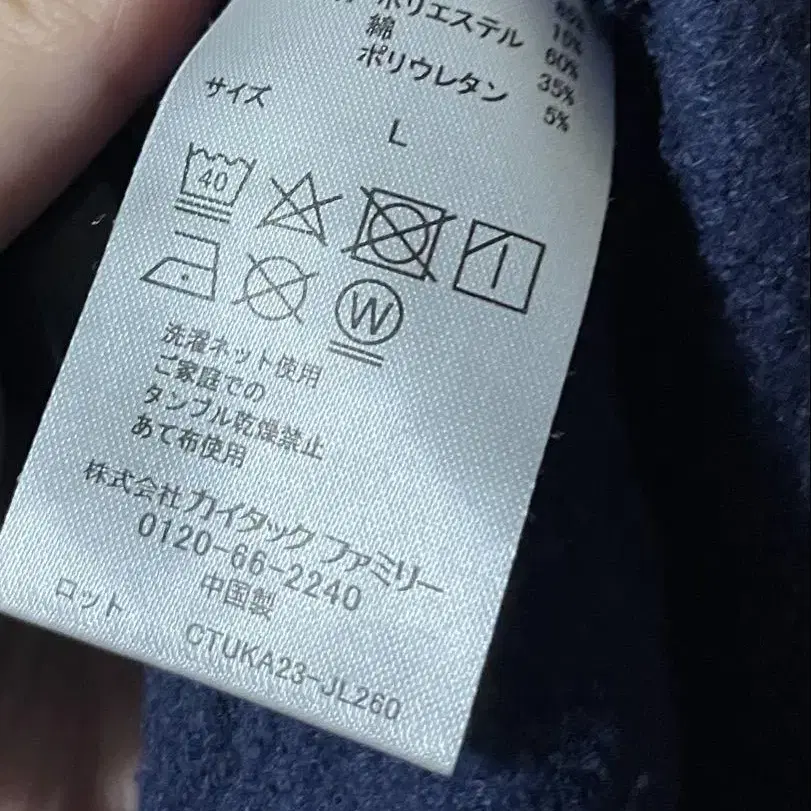 ポリエステル 15%
綿 60%
ポリウレタン 35%
5%
サイズ
L
40
W
洗濯ネット使用
ご家庭での
タンブル乾燥禁止
あて布使用
株式会社カイタック ファミリー
0120-66-2240
中国製
ロット CTUKA23-JL260